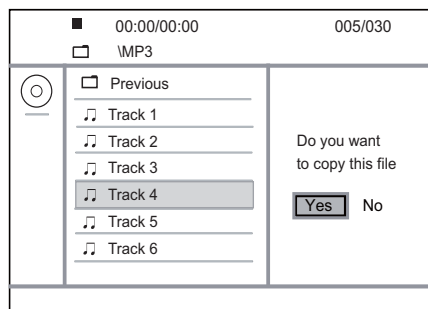 00:00/00:00 005/030
\MP3
Previous
Track 1
Track 2
Track 3
Track 4
Track 5
Track 6
Do you want
to copy this file
Yes No